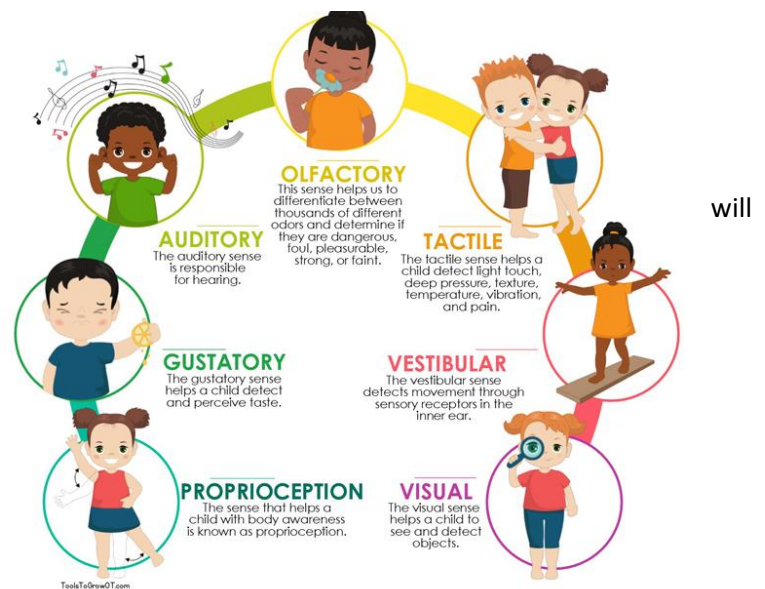 OLFACTORY
This sense helps us to
differentiate between
thousands of different
odors and determine if
they are dangerous,
foul, pleasurable,
strong, or faint.
AUDITORY
The auditory sense
is responsible
for hearing.
TACTILE
The tactile sense helps a
child detect light touch,
deep pressure, texture,
temperature, vibration,
and pain.
will
GUSTATORY
The gustatory sense
helps a child detect
and perceive taste.
VESTIBULAR
The vestibular sense
detects movement through
sensory receptors in the
inner ear.
PROPRIOCEPTION
The sense that helps a
child with body awareness
is known as proprioception.
VISUAL
The visual sense
helps a child to
see and detect
objects.
ToolsToGrowOT.com